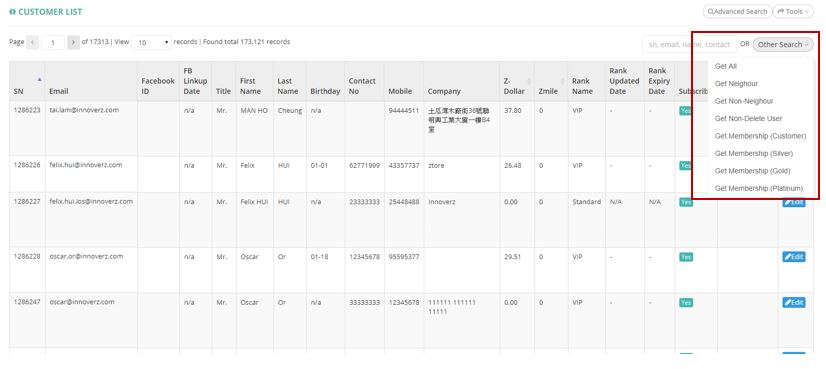 CUSTOMER LIST
Advanced Search
Tools
Page
1
of 17313 | View
10
records | Found total 173,121 records
sn, email, name, contact
OR
Other Search
SN
Email
Facebook
ID
FB
Linkup
Date
Title
First
Name
Last
Name
Birthday
Contact
No
Mobile
Company
Z-
Dollar
Zmile
Rank
Name
Rank
Updated
Date
Rank
Expiry
Date
Subscrib
Get All
Get Neighour
Get Non-Neighour
Get Non-Delete User
Get Membership (Customer)
Get Membership (Silver)
Get Membership (Gold)
Get Membership (Platinum)
1286223
tai.lam@innoverz.com
n/a
Mr.
MAN HO
Cheung
n/a
94444511
土瓜灣木廠街36號聯
明興工業大廈一樓B4
室
37.80
0
VIP
-
-
Yes
1286226
felix.hui@innoverz.com
n/a
Mr.
Felix
HUI
01-01
62771999
43357737
ztore
26.48
0
VIP
-
-
Yes
1286227
felix.hui.ios@innoverz.com
n/a
Mr.
Felix HUI
HUI
n/a
23333333
25448488
Innoverz
0.00
0
Standard
N/A
N/A
Yes
Edit
1286228
oscar.or@innoverz.com
n/a
Mr.
Oscar
Or
01-18
12345678
95595377
29.51
0
VIP
-
-
Yes
Edit
1286247
oscar@innoverz.com
n/a
Mr.
Oscar
Or
n/a
33333333
12345678
111111 111111
11111
0.00
0
VIP
-
-
Yes
Edit